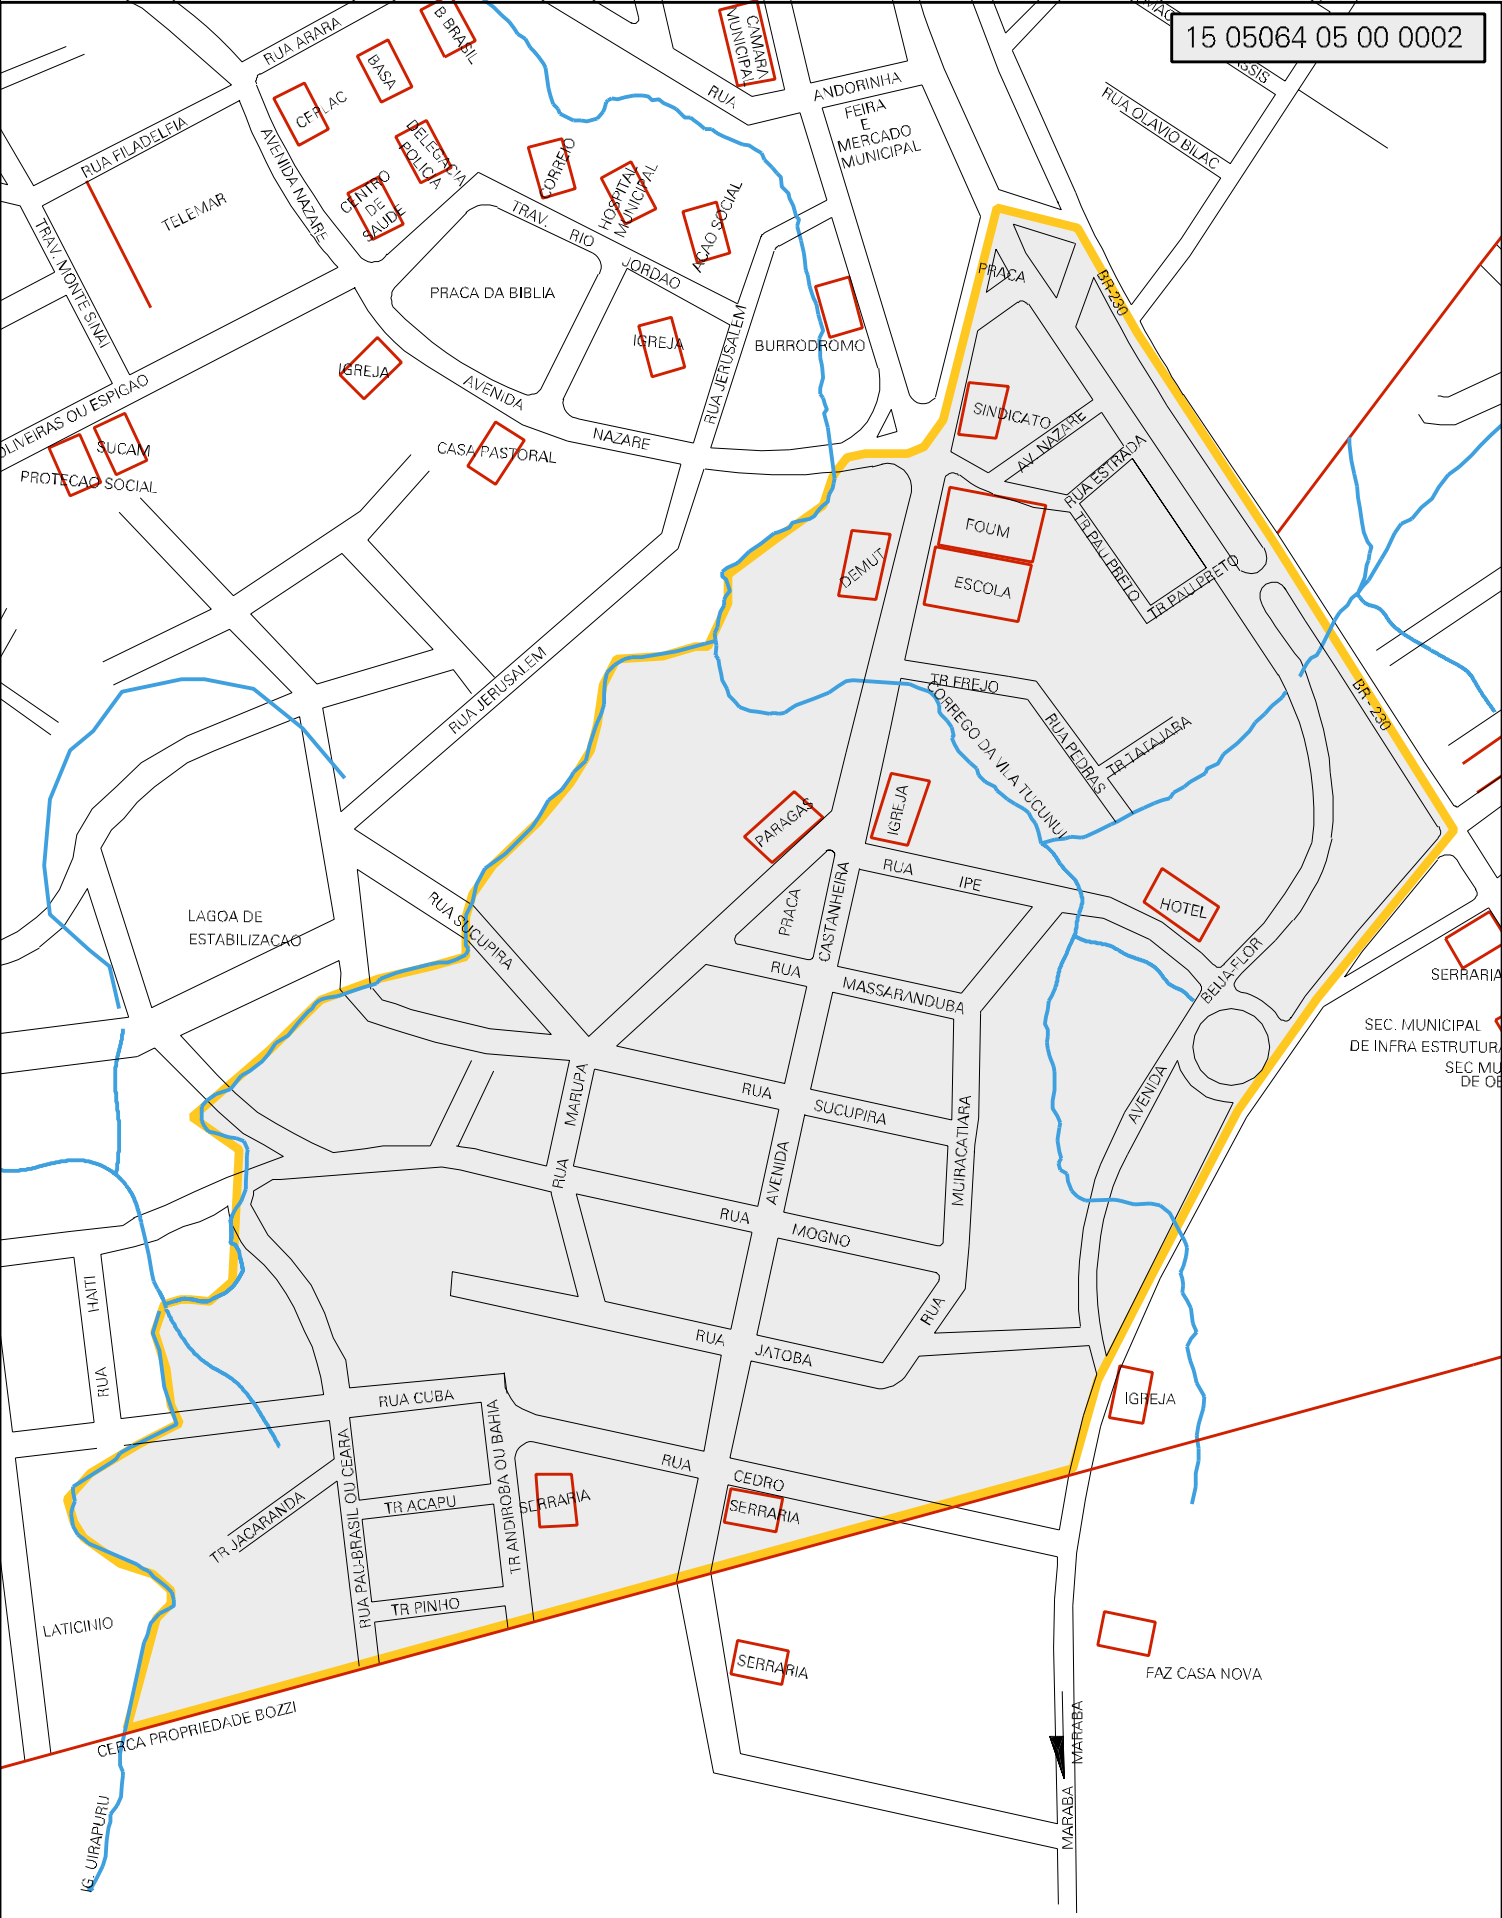 15 05064 05 00 0002
RUA ARARA
B BRASIL
CAMARA
MUNICIPAL
BASA
RUA
ANDORINHA
FEIRA
E
MERCADO
MUNICIPAL
RUA OLAVIO BILAC
CEPLAC
RUA FILADELFIA
AVENIDA NAZARE
DELEGACIA
POLICIA
CENTRO
DE
SAUDE
CORREIO
HOSPITAL
MUNICIPAL
ACAO SOCIAL
TELEMAR
TRAV.
RIO
JORDAO
TRAV. MONTE SINAI
PRACA DA BIBLIA
PRACA
BR-230
IGREJA
RUA JERUSALEM
BURRODROMO
IGREJA
AVENIDA
NAZARE
OLIVEIRAS OU ESPIGAO
SINDICATO
AV. NAZARE
SUCAM
CASA PASTORAL
PROTECAO SOCIAL
RUA ESTRADA
FOUM
TR PAU PRETO
DEMUT
ESCOLA
TR PAU PRETO
RUA JERUSALEM
TR FREJO
CORREGO DA VILA TUCUNUI
RUA PEDRAS
TR TATAJARA
BR - 230
PARAGAS
IGREJA
RUA
IPE
HOTEL
LAGOA DE
ESTABILIZACAO
RUA SUCUPIRA
PRACA
CASTANHEIRA
RUA
MASSARANDUBA
BEIJA-FLOR
SERRARIA
SEC. MUNICIPAL
DE INFRA ESTRUTURA
SEC MU
DE OB
MARUPA
RUA
RUA
SUCUPIRA
MUIRACATIARA
AVENIDA
AVENIDA
RUA
MOGNO
HAITI
RUA
RUA
RUA
JATOBA
RUA CUBA
IGREJA
RUA PAU-BRASIL OU CEARA
TR ANDIROBA OU BAHIA
RUA
CEDRO
TR ACAPU
SERRARIA
SERRARIA
TR JACARANDA
TR PINHO
LATICINIO
SERRARIA
FAZ CASA NOVA
CERCA PROPRIEDADE BOZZI
MARABA
MARABA
IG. UIRAPURU